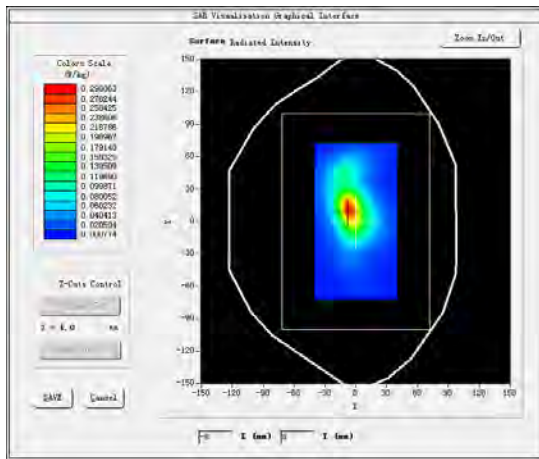 SAR Visualisation Graphical Interface
Surface Radiated Intensity
Zoom In/Out
Colors Scale
(W/kg)
0.278244
0.258425
0.238606
0.218786
0.198967
0.179148
0.159329
0.139509
0.119690
0.099871
0.080052
0.060232
0.040413
0.020594
0.000774
150
120
90
60
30
0
-30
-60
-90
-120
-150
-150 -120 -90 -60 -30 0 30 60 90 120 150
Z-Cuts Control
SAVE Cancel
(mm) (mm)